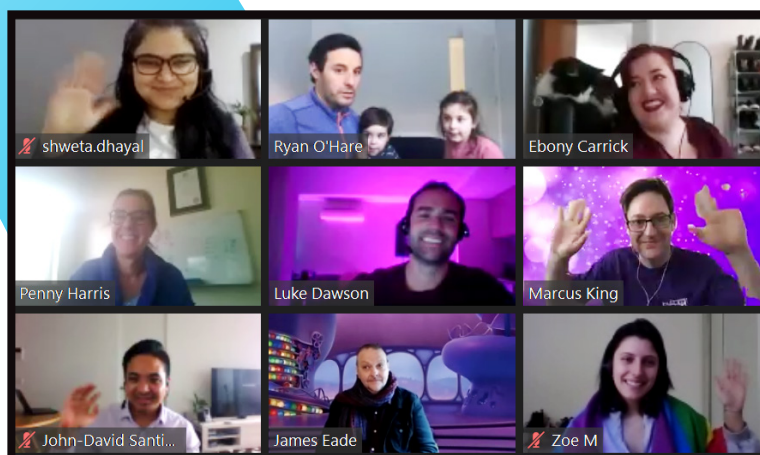 shweta.dhayal
Ryan O'Hare
Ebony Carrick
Penny Harris
Luke Dawson
Marcus King
John-David Santi...
James Eade
Zoe M